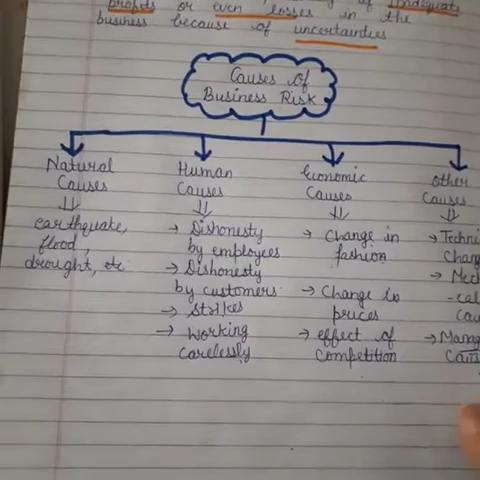 profits or even losses in the
business because of uncertainties
Causes of
Business Risk
Natural
Causes
earthquate,
flood,
drought, etc
Human
Causes
→ Dishonesty
by employees
→ Dishonesty
by customers
→ Strikes
→ Working
carelessly
Economic
Causes
→ Change in
fashion
→ Change in
prices
→ effect of
Competition
Other
Causes
→ Techni
Chang
→ Mech
-cal
cau
→ Manag
Cau